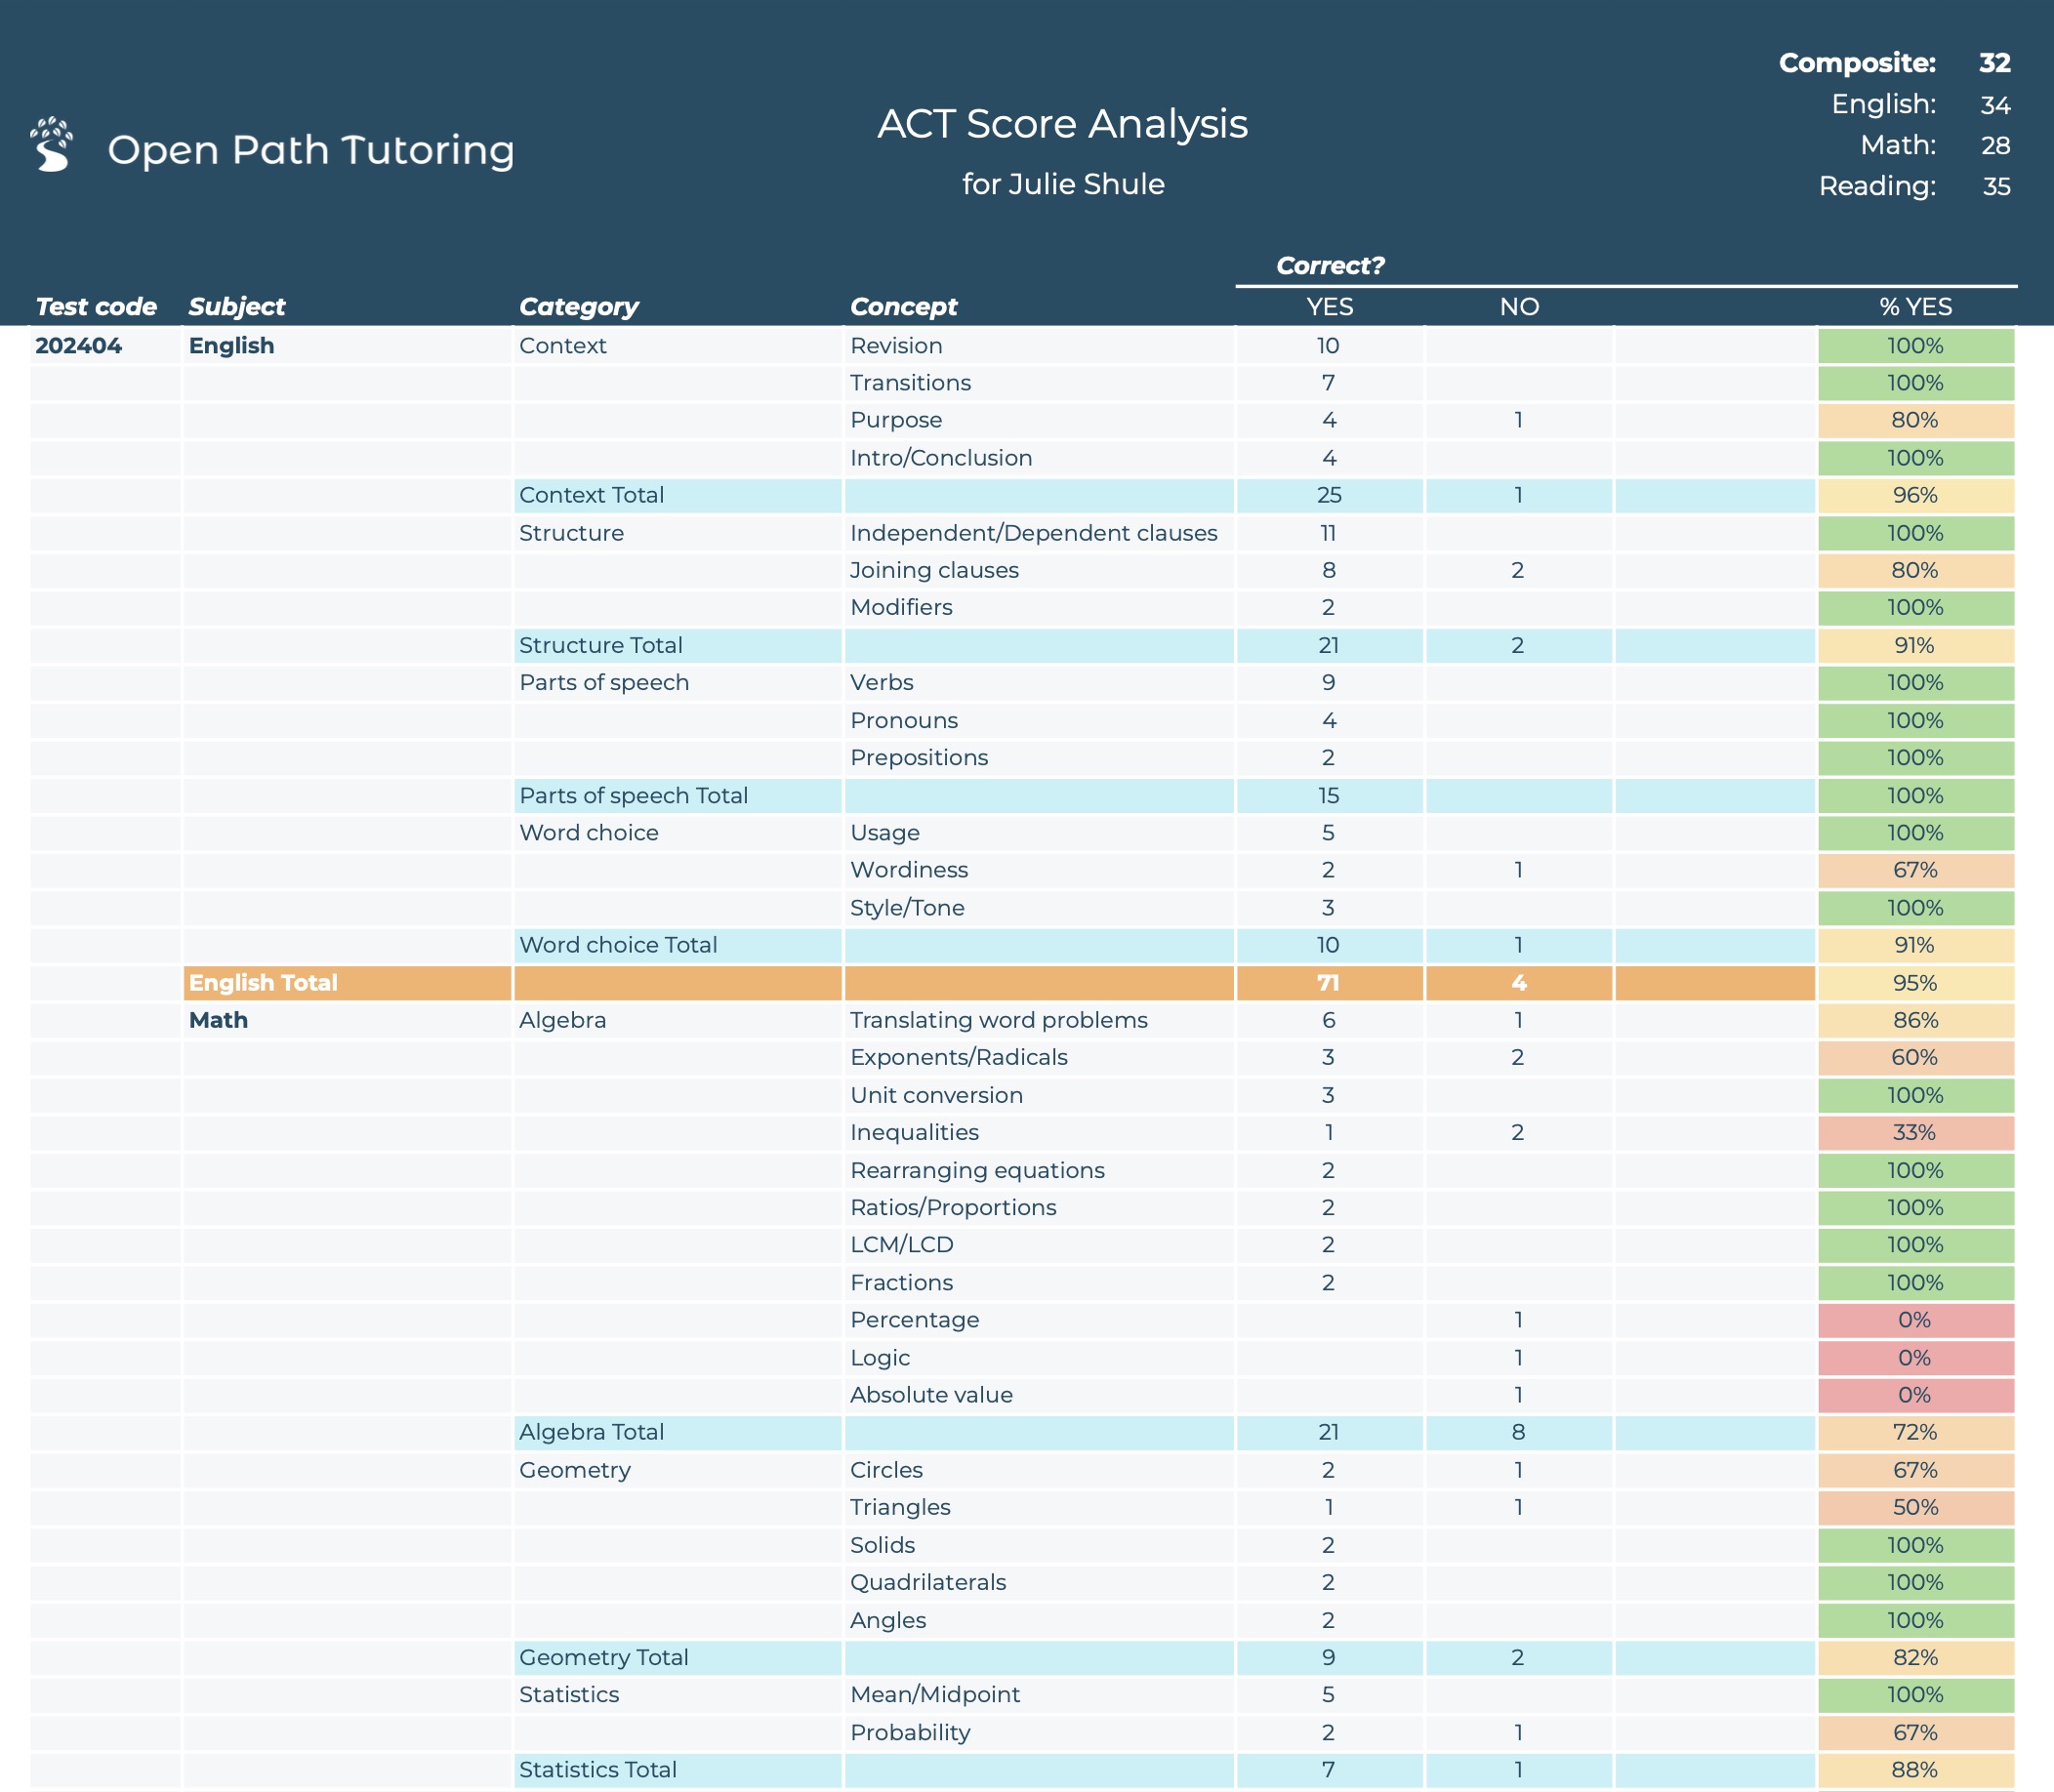 Open Path Tutoring
ACT Score Analysis
for Julie Shule
Composite: 32
English: 34
Math: 28
Reading: 35
Correct?
Test code Subject Category Concept YES NO % YES
202404 English Context Revision 10 100%
Transitions 7 100%
Purpose 4 1 80%
Intro/Conclusion 4 100%
Context Total 25 1 96%
Structure Independent/Dependent clauses 11 100%
Joining clauses 8 2 80%
Modifiers 2 100%
Structure Total 21 2 91%
Parts of speech Verbs 9 100%
Pronouns 4 100%
Prepositions 2 100%
Parts of speech Total 15 100%
Word choice Usage 5 100%
Wordiness 2 1 67%
Style/Tone 3 100%
Word choice Total 10 1 91%
English Total 71 4 95%
Math Algebra Translating word problems 6 1 86%
Exponents/Radicals 3 2 60%
Unit conversion 3 100%
Inequalities 1 2 33%
Rearranging equations 2 100%
Ratios/Proportions 2 100%
LCM/LCD 2 100%
Fractions 2 100%
Percentage 1 0%
Logic 1 0%
Absolute value 1 0%
Algebra Total 21 8 72%
Geometry Circles 2 1 67%
Triangles 1 1 50%
Solids 2 100%
Quadrilaterals 2 100%
Angles 2 100%
Geometry Total 9 2 82%
Statistics Mean/Midpoint 5 100%
Probability 2 1 67%
Statistics Total 7 1 88%